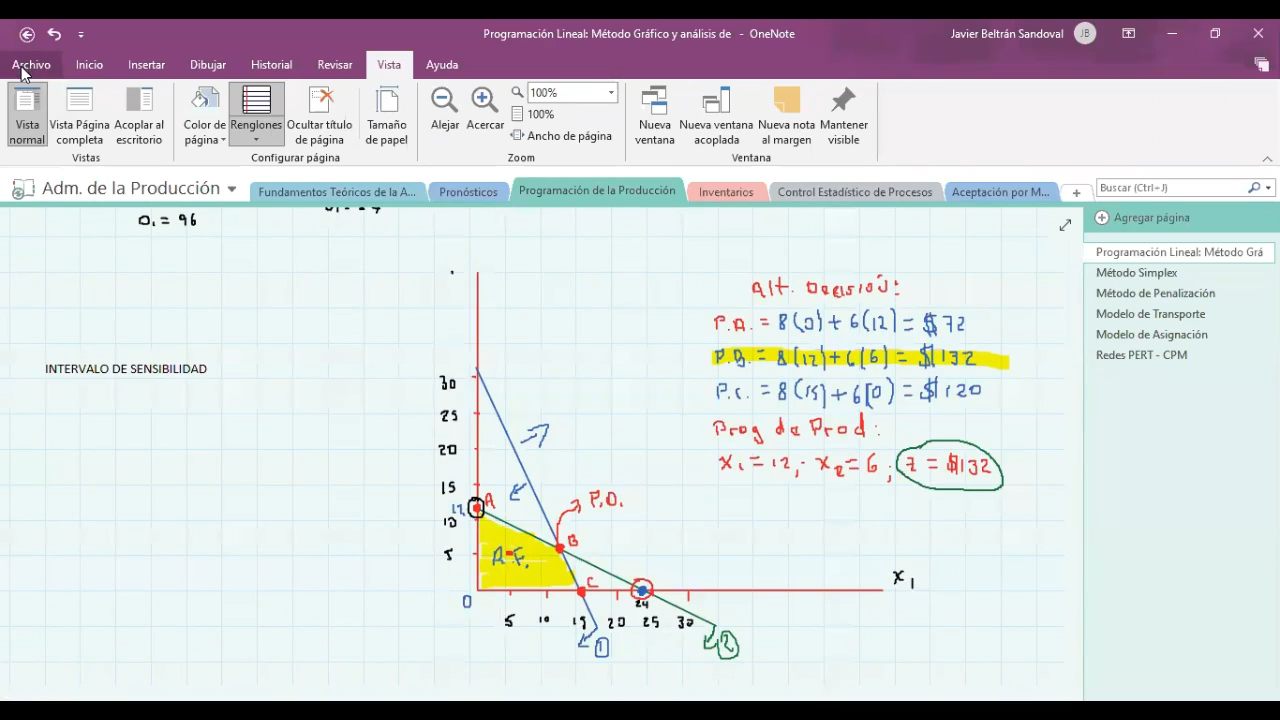 Programación Lineal: Método Gráfico y análisis de - OneNote
Javier Beltrán Sandoval JB
Archivo Inicio Insertar Dibujar Historial Revisar Vista Ayuda
Vista normal
Vista Página completa
Acoplar al escritorio
Color de página
Renglones
Ocultar título de página
Tamaño de papel
Alejar
Acercar
100%
100%
Ancho de página
Nueva ventana
Nueva ventana acoplada
Nueva nota al margen
Mantener visible
Vistas
Configurar página
Zoom
Ventana
Adm. de la Producción
Fundamentos Teóricos de la A...
Pronósticos
Programación de la Producción
Inventarios
Control Estadístico de Procesos
Aceptación por M...
Buscar (Ctrl+J)
Agregar página
Programación Lineal: Método Grá
Método Simplex
Método de Penalización
Modelo de Transporte
Modelo de Asignación
Redes PERT - CPM
= 96
INTERVALO DE SENSIBILIDAD
Alt. Decisión:
P.A. = 8(0) + 6(12) = $72
P.B. = 8(12) + 6(6) = $132
P.C. = 8(15) + 6(0) = $120
Prog de Prod:
x1 = 12; x2 = 6; Z = $132
30
25
20
15
12
10
5
0
A
B
C
P.O.
R.F.
x1
24
5 10 15 20 25 30
1
2